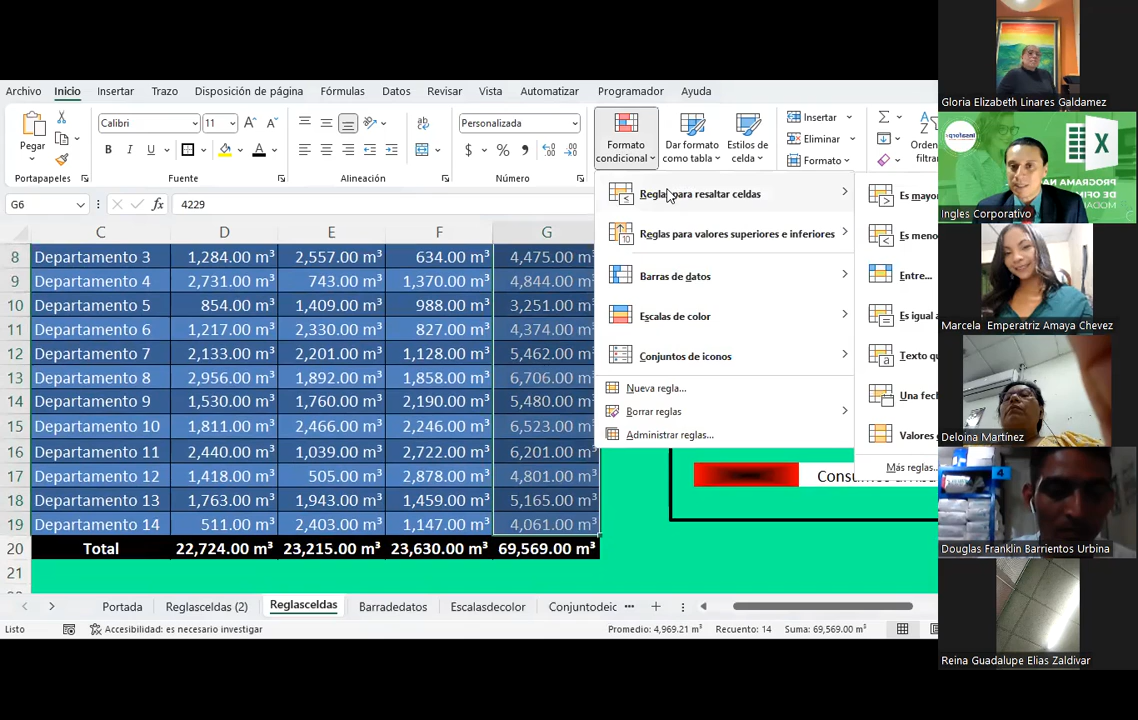 Archivo Inicio Insertar Trazo Disposición de página Fórmulas Datos Revisar Vista Automatizar Programador Ayuda
Pegar
Calibri 11
N K S A A
Personalizada
$ % 
Formato condicional
Dar formato como tabla
Estilos de celda
Insertar
Eliminar
Formato
Portapapeles Fuente Alineación Número
G6 fx 4229
C D E F G
8 Departamento 3 1,284.00 m³ 2,557.00 m³ 634.00 m³ 4,475.00 m³
9 Departamento 4 2,731.00 m³ 743.00 m³ 1,370.00 m³ 4,844.00 m³
10 Departamento 5 854.00 m³ 1,409.00 m³ 988.00 m³ 3,251.00 m³
11 Departamento 6 1,217.00 m³ 2,330.00 m³ 827.00 m³ 4,374.00 m³
12 Departamento 7 2,133.00 m³ 2,201.00 m³ 1,128.00 m³ 5,462.00 m³
13 Departamento 8 2,956.00 m³ 1,892.00 m³ 1,858.00 m³ 6,706.00 m³
14 Departamento 9 1,530.00 m³ 1,760.00 m³ 2,190.00 m³ 5,480.00 m³
15 Departamento 10 1,811.00 m³ 2,466.00 m³ 2,246.00 m³ 6,523.00 m³
16 Departamento 11 2,440.00 m³ 1,039.00 m³ 2,722.00 m³ 6,201.00 m³
17 Departamento 12 1,418.00 m³ 505.00 m³ 2,878.00 m³ 4,801.00 m³
18 Departamento 13 1,763.00 m³ 1,943.00 m³ 1,459.00 m³ 5,165.00 m³
19 Departamento 14 511.00 m³ 2,403.00 m³ 1,147.00 m³ 4,061.00 m³
20 Total 22,724.00 m³ 23,215.00 m³ 23,630.00 m³ 69,569.00 m³
21
Reglas para resaltar celdas
Reglas para valores superiores e inferiores
Barras de datos
Escalas de color
Conjuntos de iconos
Nueva regla...
Borrar reglas
Administrar reglas...
Es mayo
Es meno
Entre...
Es igual a
Texto qu
Una fech
Valores
Más reglas...
Portada Reglasceldas (2) Reglasceldas Barradedatos Escalasdecolor Conjuntodeic
Listo Accesibilidad: es necesario investigar Promedio: 4,969.21 m³ Recuento: 14 Suma: 69,569.00 m³
Gloria Elizabeth Linares Galdamez
Ingles Corporativo
Marcela Emperatriz Amaya Chevez
Deloina Martínez
Douglas Franklin Barrientos Urbina
Reina Guadalupe Elias Zaldivar